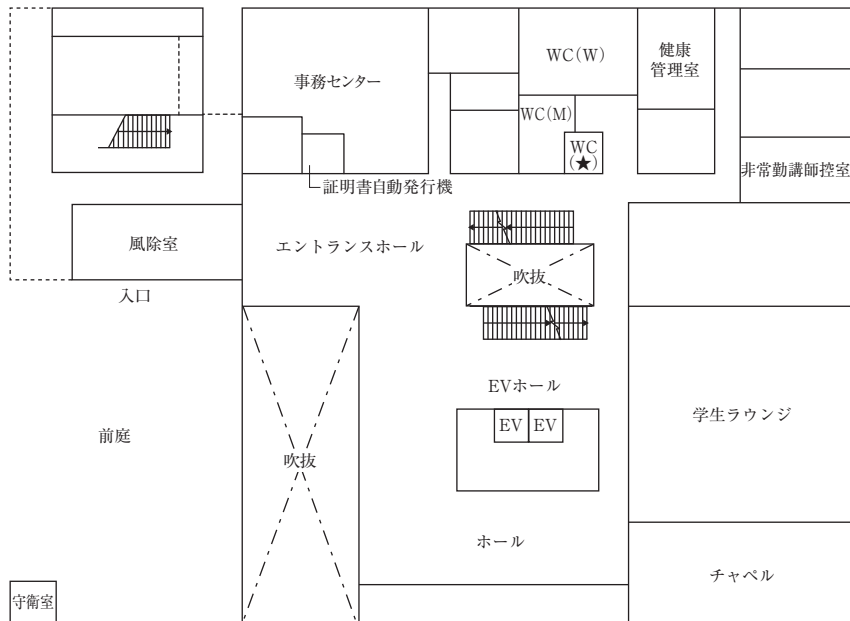 WC(W)
健康
管理室
事務センター
WC(M)
WC
(★)
非常勤講師控室
証明書自動発行機
風除室
エントランスホール
吹抜
入口
EVホール
学生ラウンジ
EV
EV
前庭
吹抜
ホール
チャペル
守衛室